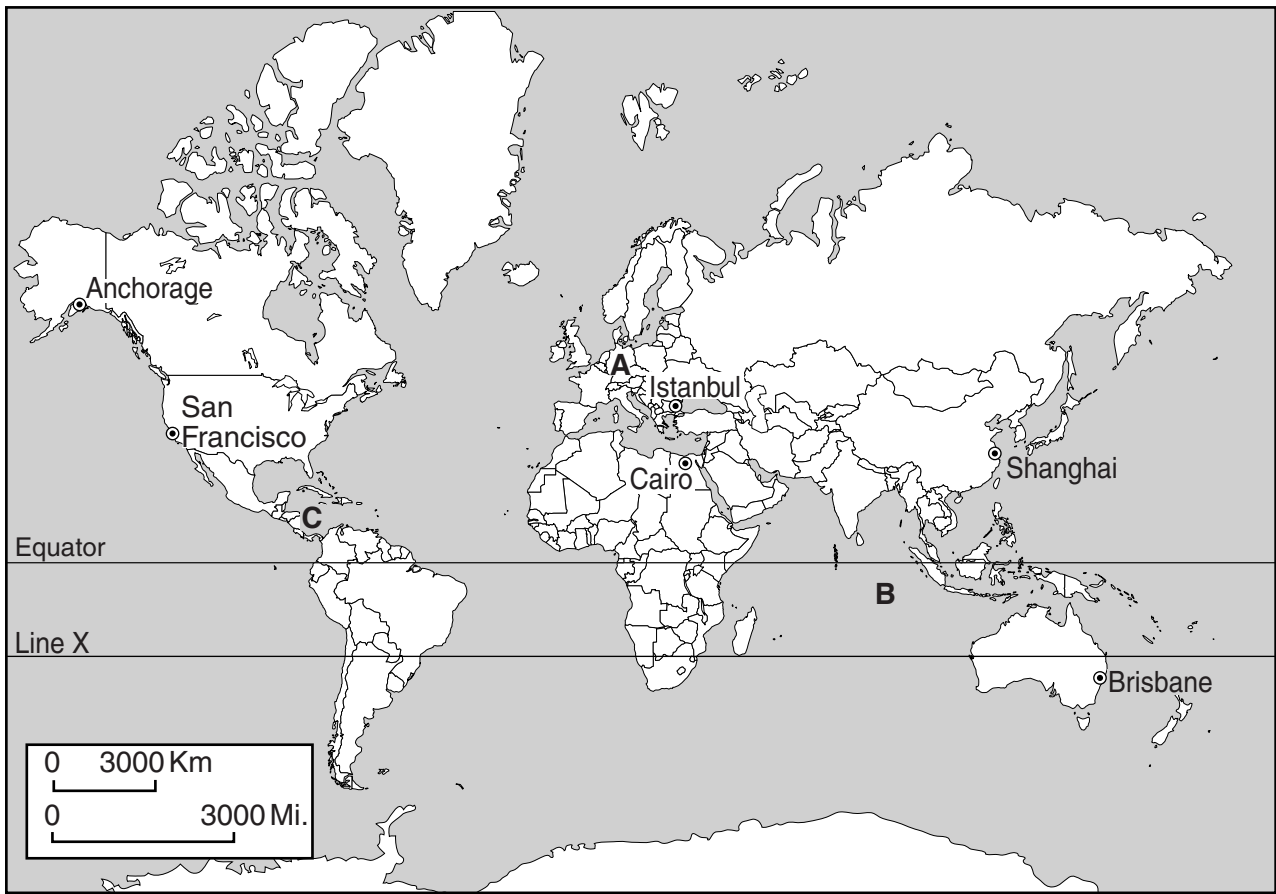 Anchorage
A
Istanbul
San
Francisco
Cairo
Shanghai
C
Equator
B
Line X
Brisbane
0 3000 Km
0 3000 Mi.